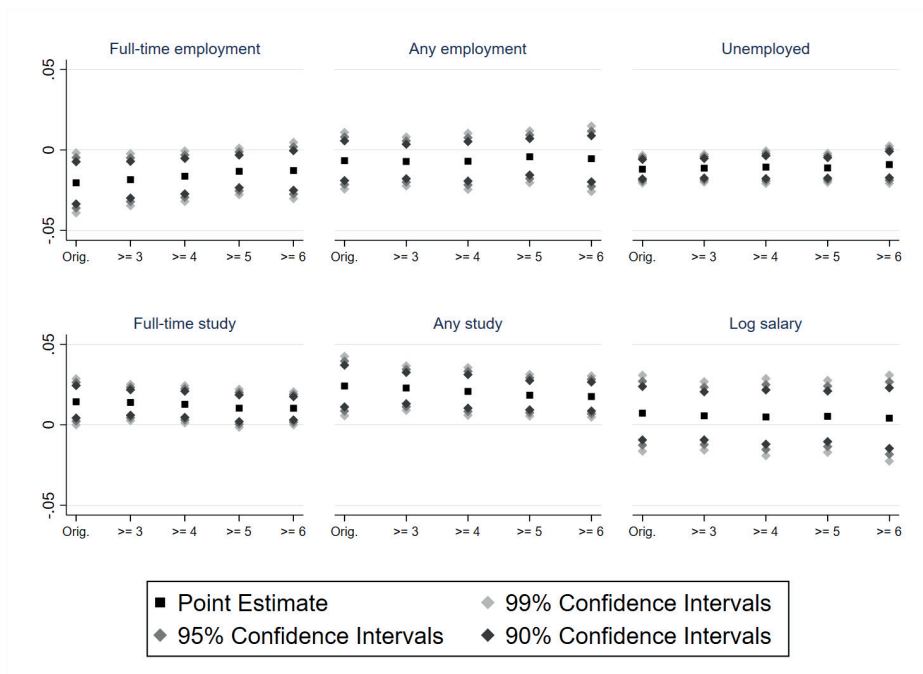 Full-time employment
Any employment
Unemployed
.05
0
-.05
Orig. >= 3 >= 4 >= 5 >= 6
Orig. >= 3 >= 4 >= 5 >= 6
Orig. >= 3 >= 4 >= 5 >= 6
Full-time study
Any study
Log salary
.05
0
-.05
Orig. >= 3 >= 4 >= 5 >= 6
Orig. >= 3 >= 4 >= 5 >= 6
Orig. >= 3 >= 4 >= 5 >= 6
Point Estimate
99% Confidence Intervals
95% Confidence Intervals
90% Confidence Intervals